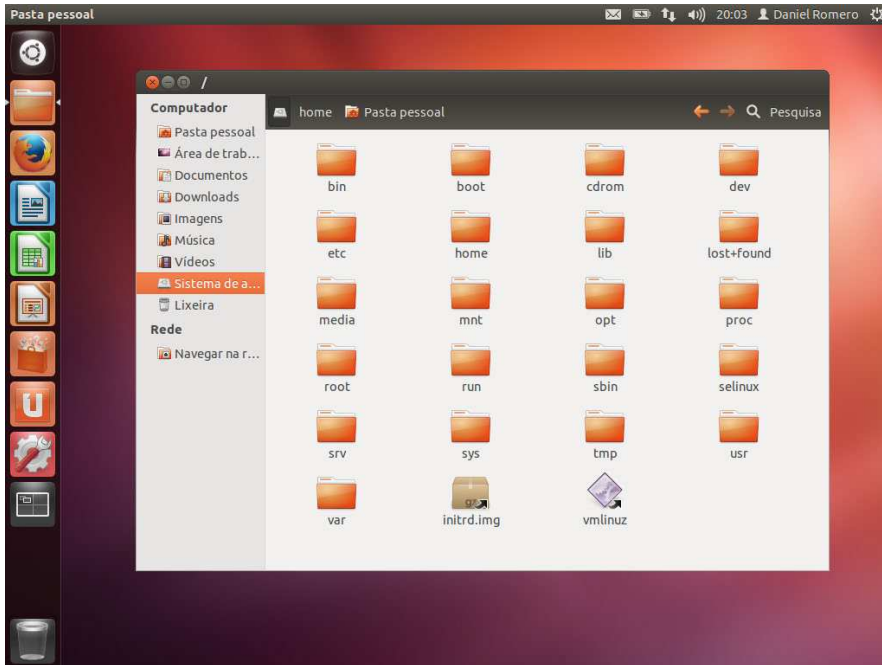 Pasta pessoal 20:03 Daniel Romero
/
Computador home Pasta pessoal Pesquisa
Pasta pessoal
Área de trab...
Documentos
Downloads
Imagens
Música
Vídeos
Sistema de a...
Lixeira
Rede
Navegar na r...
bin boot cdrom dev
etc home lib lost+found
media mnt opt proc
root run sbin selinux
srv sys tmp usr
gz
var initrd.img vmlinuz